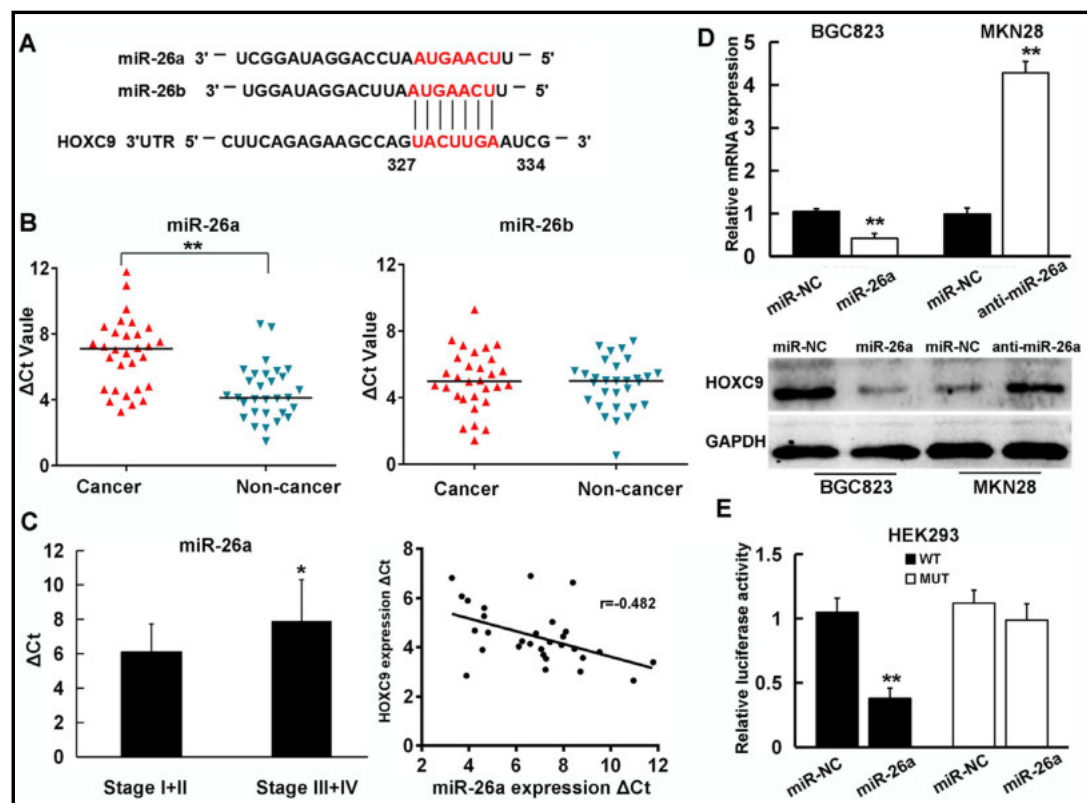 A
miR-26a 3' — UCGGAUAGGACCUAAUGAACUU — 5'
miR-26b 3' — UGGAUAGGACUUAAUGAACUU — 5'
HOXC9 3'UTR 5' — CUUCAGAGAAGCCAGUACUUGAAUCG — 3'
327 334
B
miR-26a
**
ΔCt Value
12
8
4
0
Cancer Non-cancer
miR-26b
ΔCt Value
12
8
4
0
Cancer Non-cancer
C
miR-26a
*
ΔCt
12
10
8
6
4
2
0
Stage I+II Stage III+IV
HOXC9 expression ΔCt
8
6
4
2
0
r=-0.482
2 4 6 8 10 12
miR-26a expression ΔCt
D
BGC823 MKN28
**
**
Relative mRNA expression
5
4
3
2
1
0
miR-NC miR-26a miR-NC anti-miR-26a
miR-NC miR-26a miR-NC anti-miR-26a
HOXC9
GAPDH
BGC823 MKN28
E
HEK293
WT
MUT
**
Relative luciferase activity
1.5
1
0.5
0
miR-NC miR-26a miR-NC miR-26a